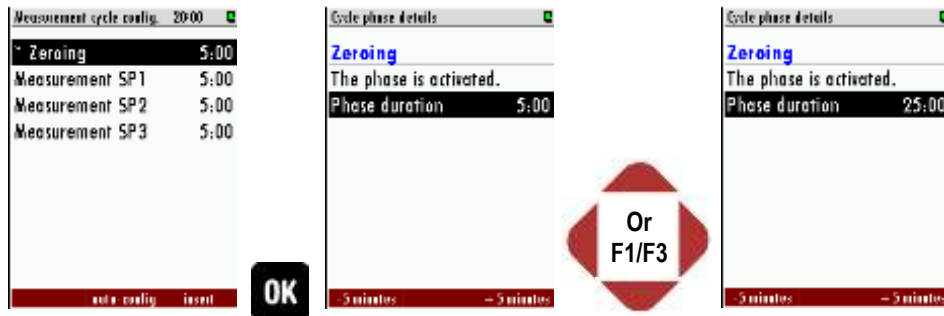 Measurement cycle config. 20:00
* Zeroing 5:00
Measurement SP1 5:00
Measurement SP2 5:00
Measurement SP3 5:00
auto-config insert
OK
Cycle phase details
Zeroing
The phase is activated.
Phase duration 5:00
-5 minutes +5 minutes
Or
F1/F3
Cycle phase details
Zeroing
The phase is activated.
Phase duration 25:00
-5 minutes +5 minutes